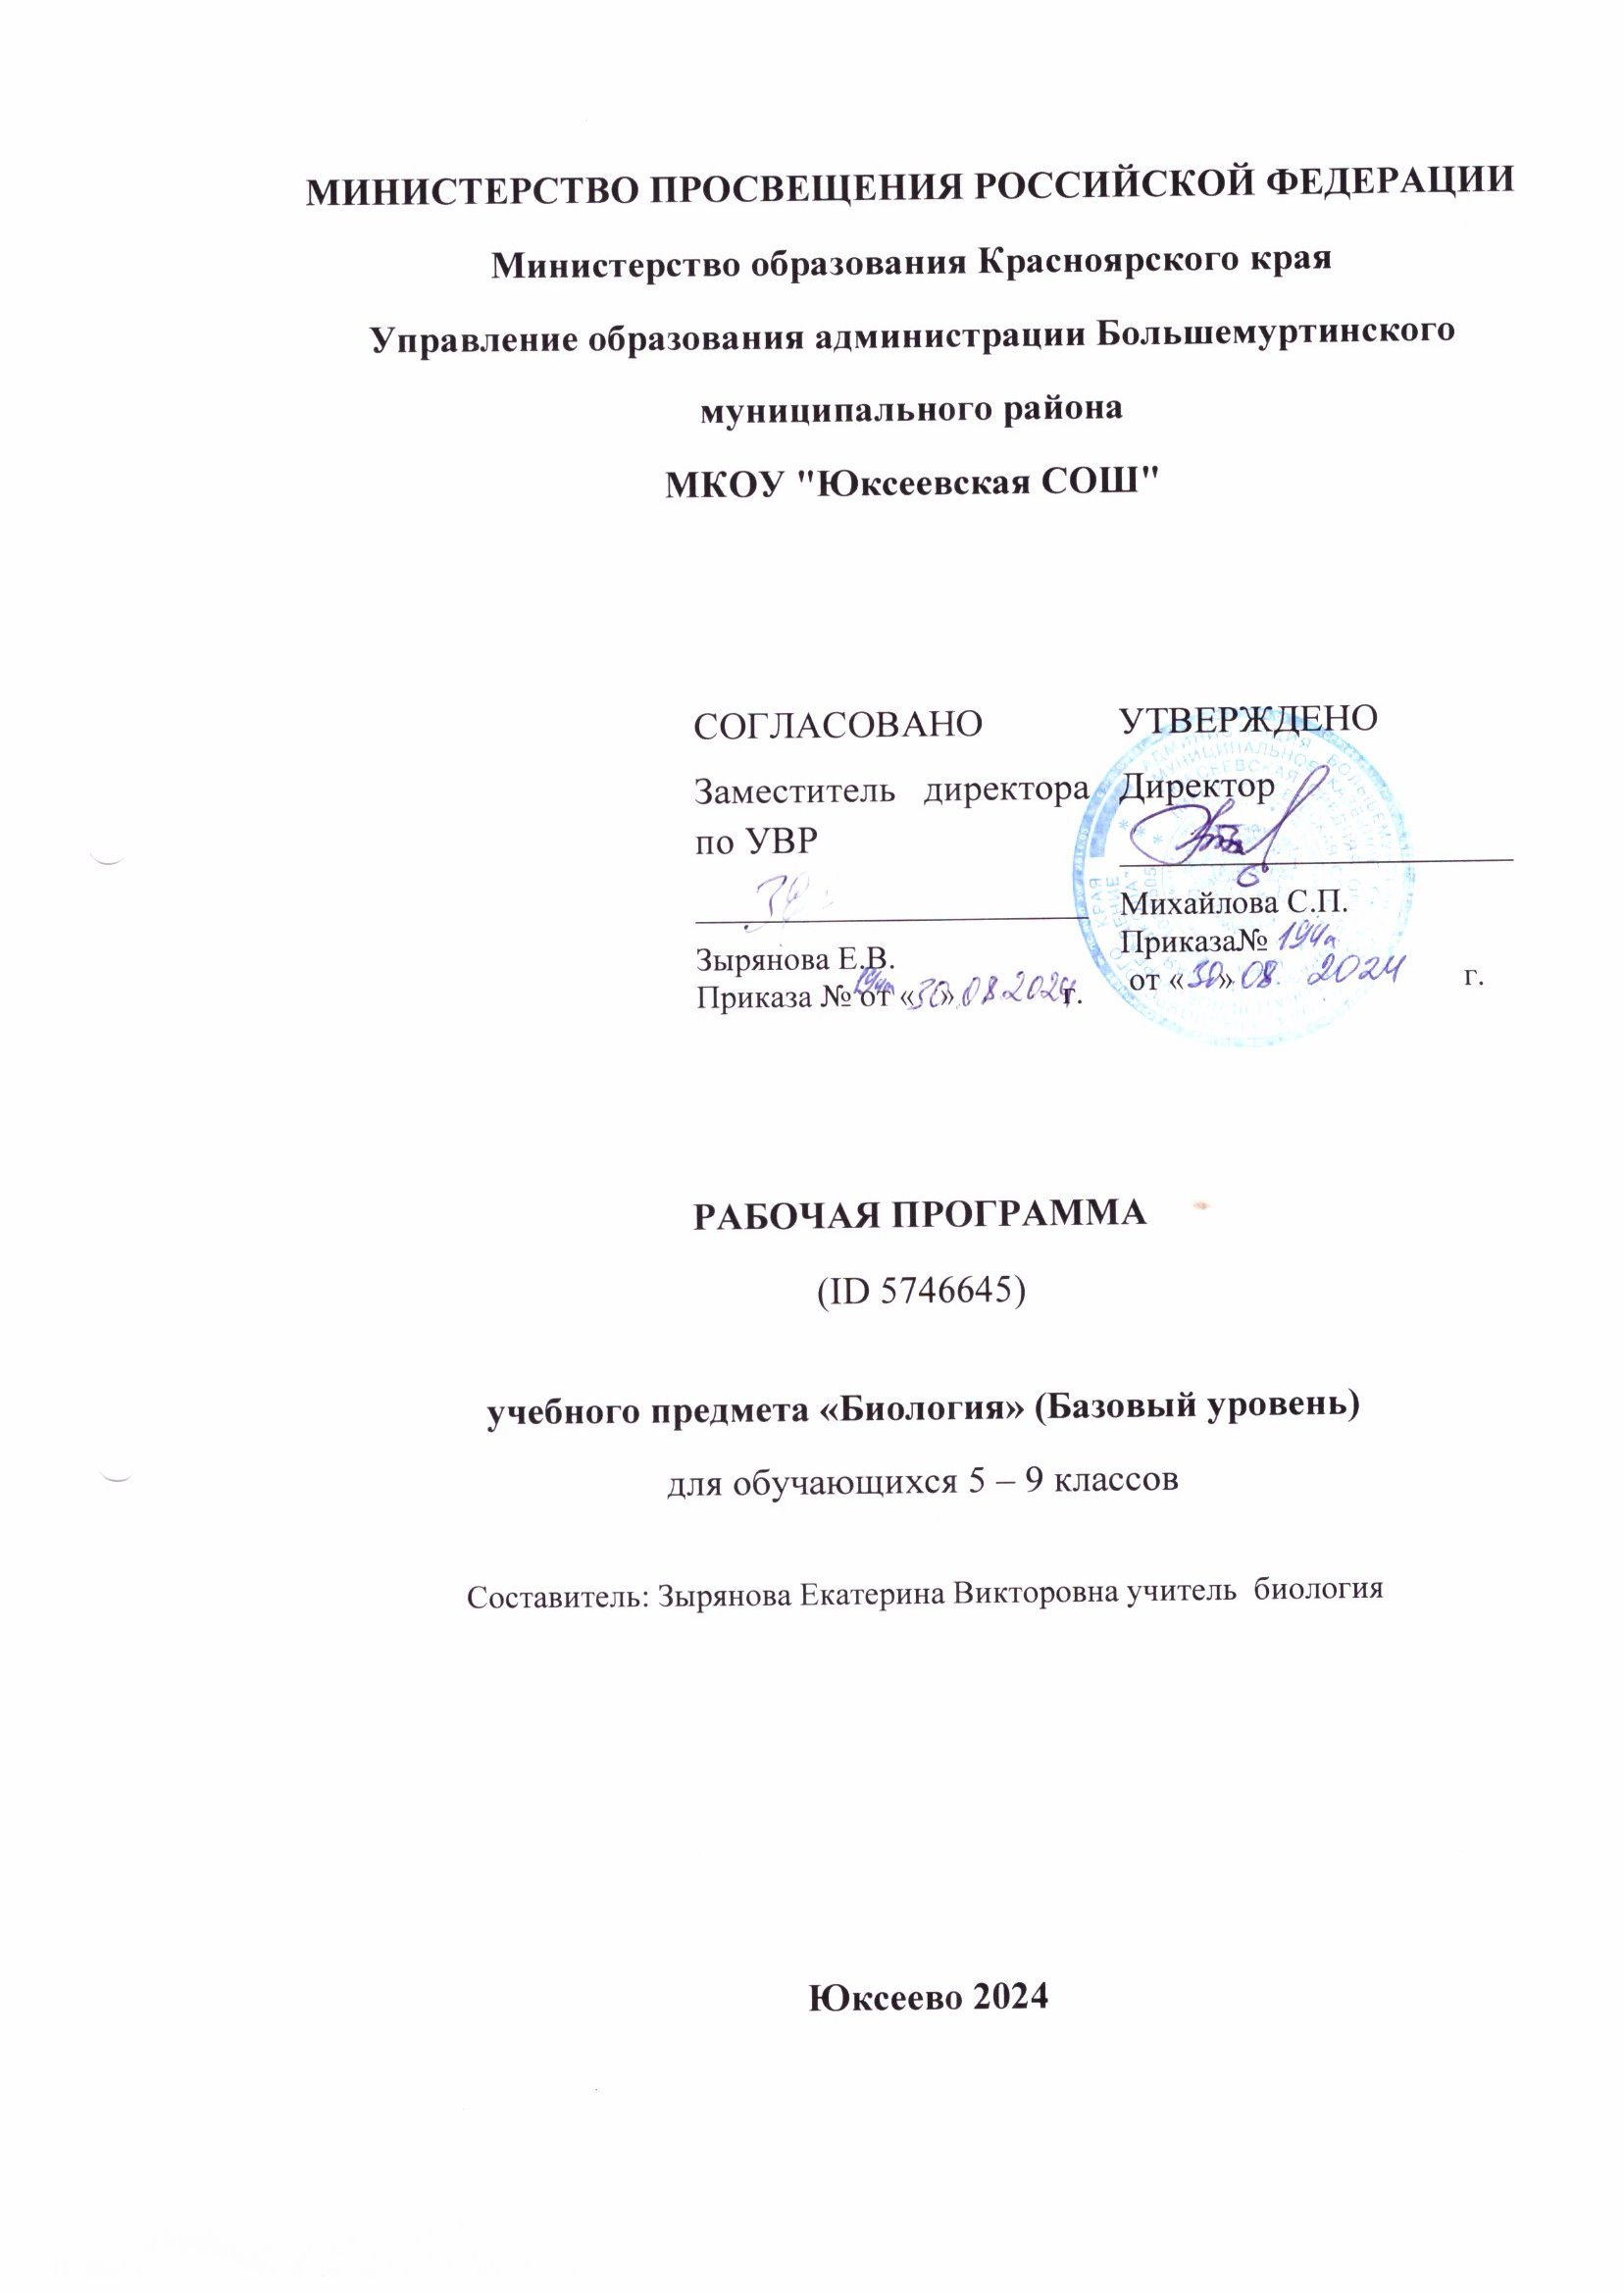 МИНИСТЕРСТВО ПРОСВЕЩЕНИЯ РОССИЙСКОЙ ФЕДЕРАЦИИ
Министерство образования Красноярского края
Управление образования администрации Большемуртинского
муниципального района
МКОУ "Юксеевская СОШ"
СОГЛАСОВАНО
Заместитель директора
по УВР
Зырянова Е.В.
Приказа № 194а от «30» 08.2024 г.
УТВЕРЖДЕНО
Директор
Михайлова С.П.
Приказа№ 194а
от «30» 08. 2024 г.
РАБОЧАЯ ПРОГРАММА
(ID 5746645)
учебного предмета «Биология» (Базовый уровень)
для обучающихся 5 – 9 классов
Составитель: Зырянова Екатерина Викторовна учитель биология
Юксеево 2024